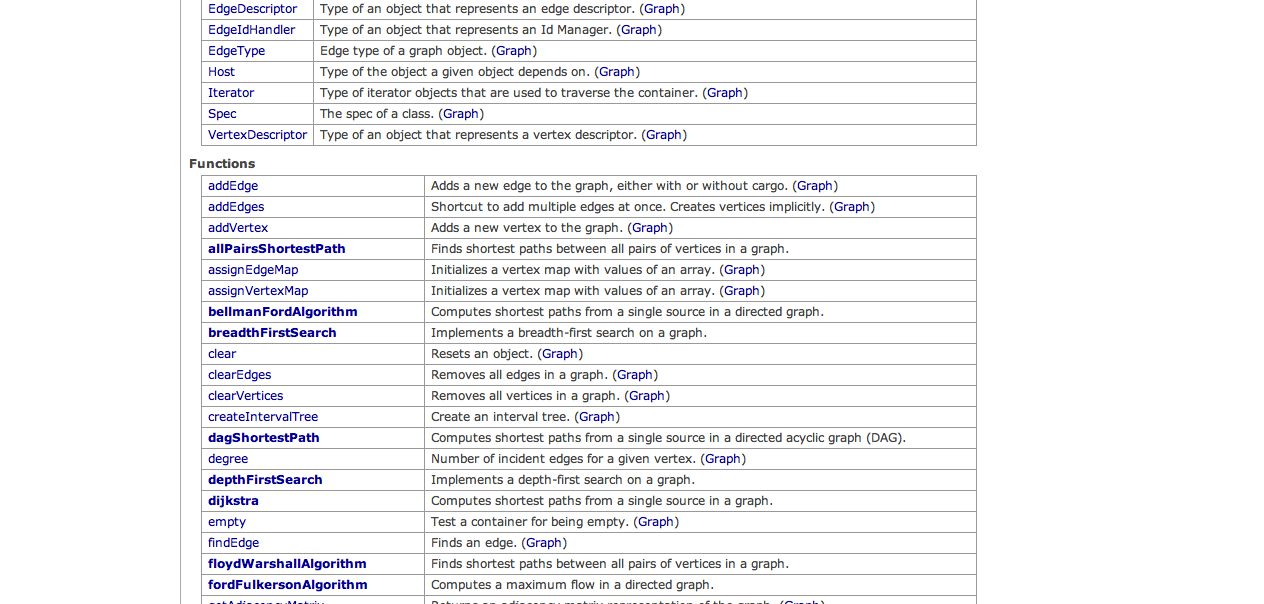 EdgeDescriptor Type of an object that represents an edge descriptor. (Graph)
EdgeIdHandler Type of an object that represents an Id Manager. (Graph)
EdgeType Edge type of a graph object. (Graph)
Host Type of the object a given object depends on. (Graph)
Iterator Type of iterator objects that are used to traverse the container. (Graph)
Spec The spec of a class. (Graph)
VertexDescriptor Type of an object that represents a vertex descriptor. (Graph)
Functions
addEdge Adds a new edge to the graph, either with or without cargo. (Graph)
addEdges Shortcut to add multiple edges at once. Creates vertices implicitly. (Graph)
addVertex Adds a new vertex to the graph. (Graph)
allPairsShortestPath Finds shortest paths between all pairs of vertices in a graph.
assignEdgeMap Initializes a vertex map with values of an array. (Graph)
assignVertexMap Initializes a vertex map with values of an array. (Graph)
bellmanFordAlgorithm Computes shortest paths from a single source in a directed graph.
breadthFirstSearch Implements a breadth-first search on a graph.
clear Resets an object. (Graph)
clearEdges Removes all edges in a graph. (Graph)
clearVertices Removes all vertices in a graph. (Graph)
createIntervalTree Create an interval tree. (Graph)
dagShortestPath Computes shortest paths from a single source in a directed acyclic graph (DAG).
degree Number of incident edges for a given vertex. (Graph)
depthFirstSearch Implements a depth-first search on a graph.
dijkstra Computes shortest paths from a single source in a graph.
empty Test a container for being empty. (Graph)
findEdge Finds an edge. (Graph)
floydWarshallAlgorithm Finds shortest paths between all pairs of vertices in a graph.
fordFulkersonAlgorithm Computes a maximum flow in a directed graph.
getAdjacencyMatrix Returns an adjacency matrix representation of the graph. (Graph)